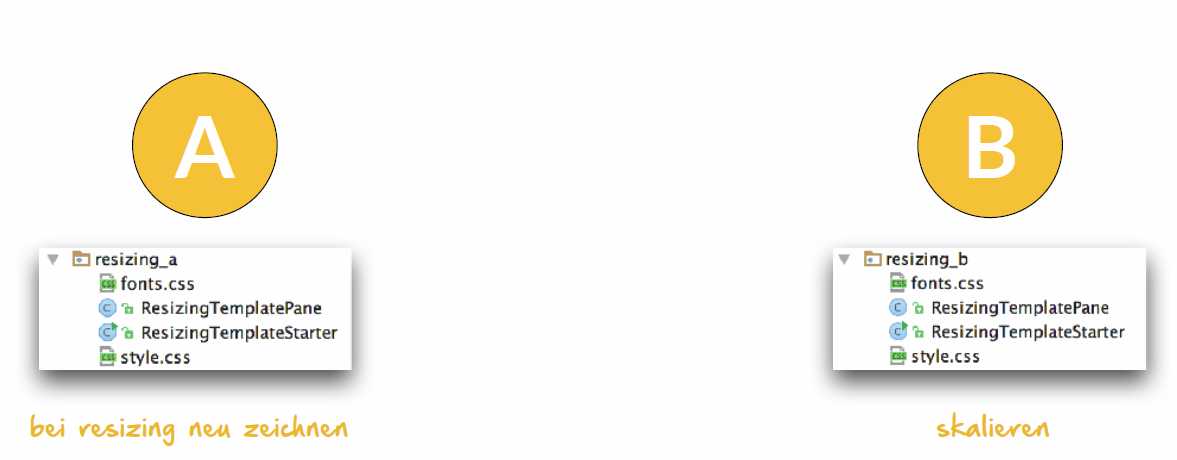 A
resizing_a
fonts.css
ResizingTemplatePane
ResizingTemplateStarter
style.css
bei resizing neu zeichnen
B
resizing_b
fonts.css
ResizingTemplatePane
ResizingTemplateStarter
style.css
skalieren